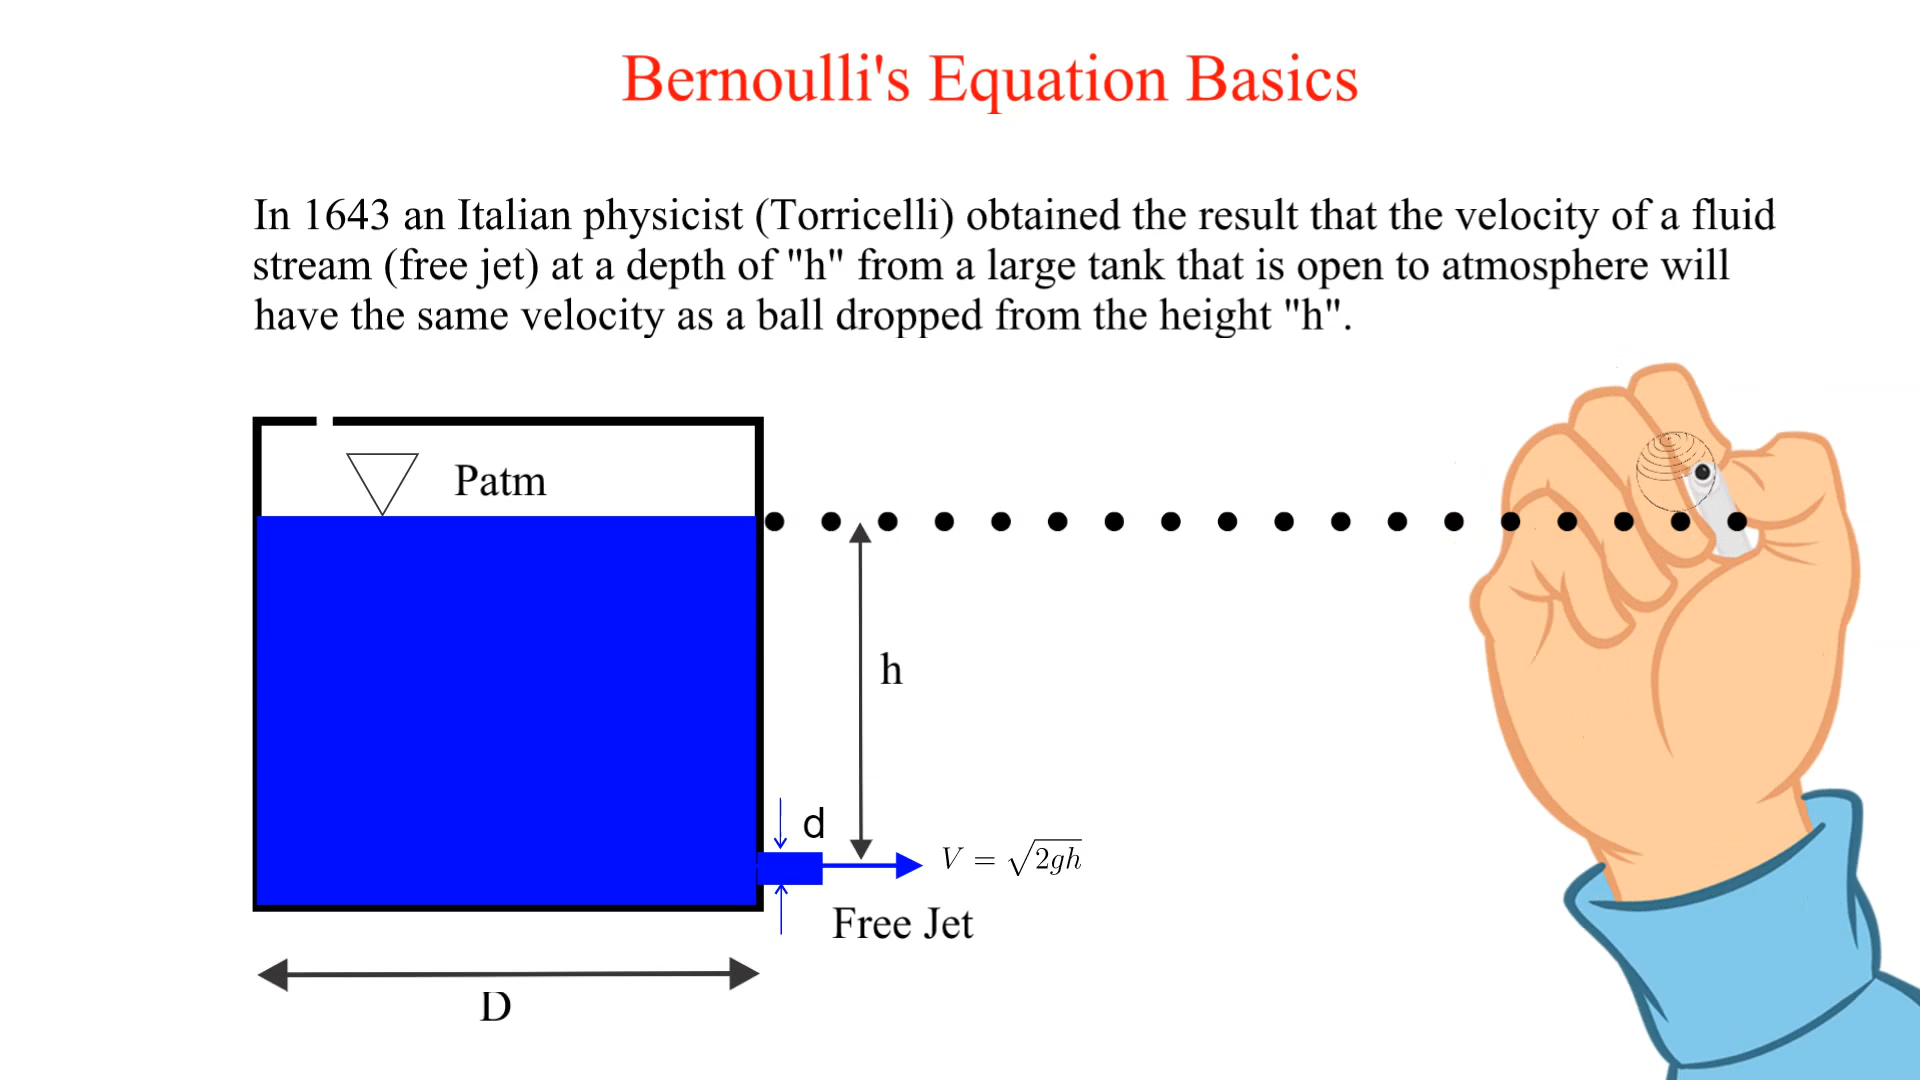 Bernoulli's Equation Basics
In 1643 an Italian physicist (Torricelli) obtained the result that the velocity of a fluid
stream (free jet) at a depth of "h" from a large tank that is open to atmosphere will
have the same velocity as a ball dropped from the height "h".
Patm
h
d
V = √2gh
Free Jet
D